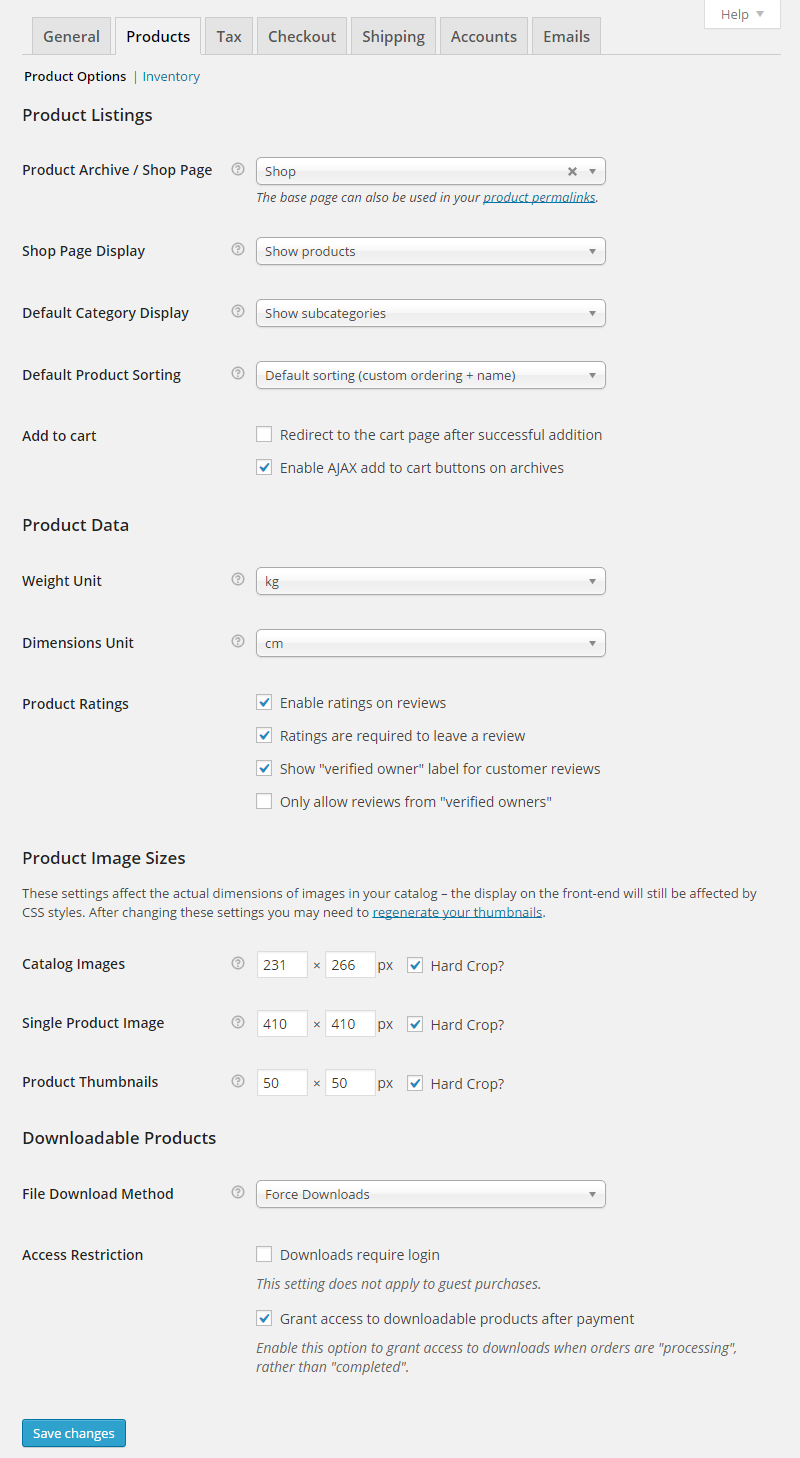 Help
General Products Tax Checkout Shipping Accounts Emails
Product Options | Inventory
Product Listings
Product Archive / Shop Page Shop
The base page can also be used in your product permalinks.
Shop Page Display Show products
Default Category Display Show subcategories
Default Product Sorting Default sorting (custom ordering + name)
Add to cart Redirect to the cart page after successful addition
Enable AJAX add to cart buttons on archives
Product Data
Weight Unit kg
Dimensions Unit cm
Product Ratings Enable ratings on reviews
Ratings are required to leave a review
Show "verified owner" label for customer reviews
Only allow reviews from "verified owners"
Product Image Sizes
These settings affect the actual dimensions of images in your catalog – the display on the front-end will still be affected by
CSS styles. After changing these settings you may need to regenerate your thumbnails.
Catalog Images 231 × 266 px Hard Crop?
Single Product Image 410 × 410 px Hard Crop?
Product Thumbnails 50 × 50 px Hard Crop?
Downloadable Products
File Download Method Force Downloads
Access Restriction Downloads require login
This setting does not apply to guest purchases.
Grant access to downloadable products after payment
Enable this option to grant access to downloads when orders are "processing",
rather than "completed".
Save changes